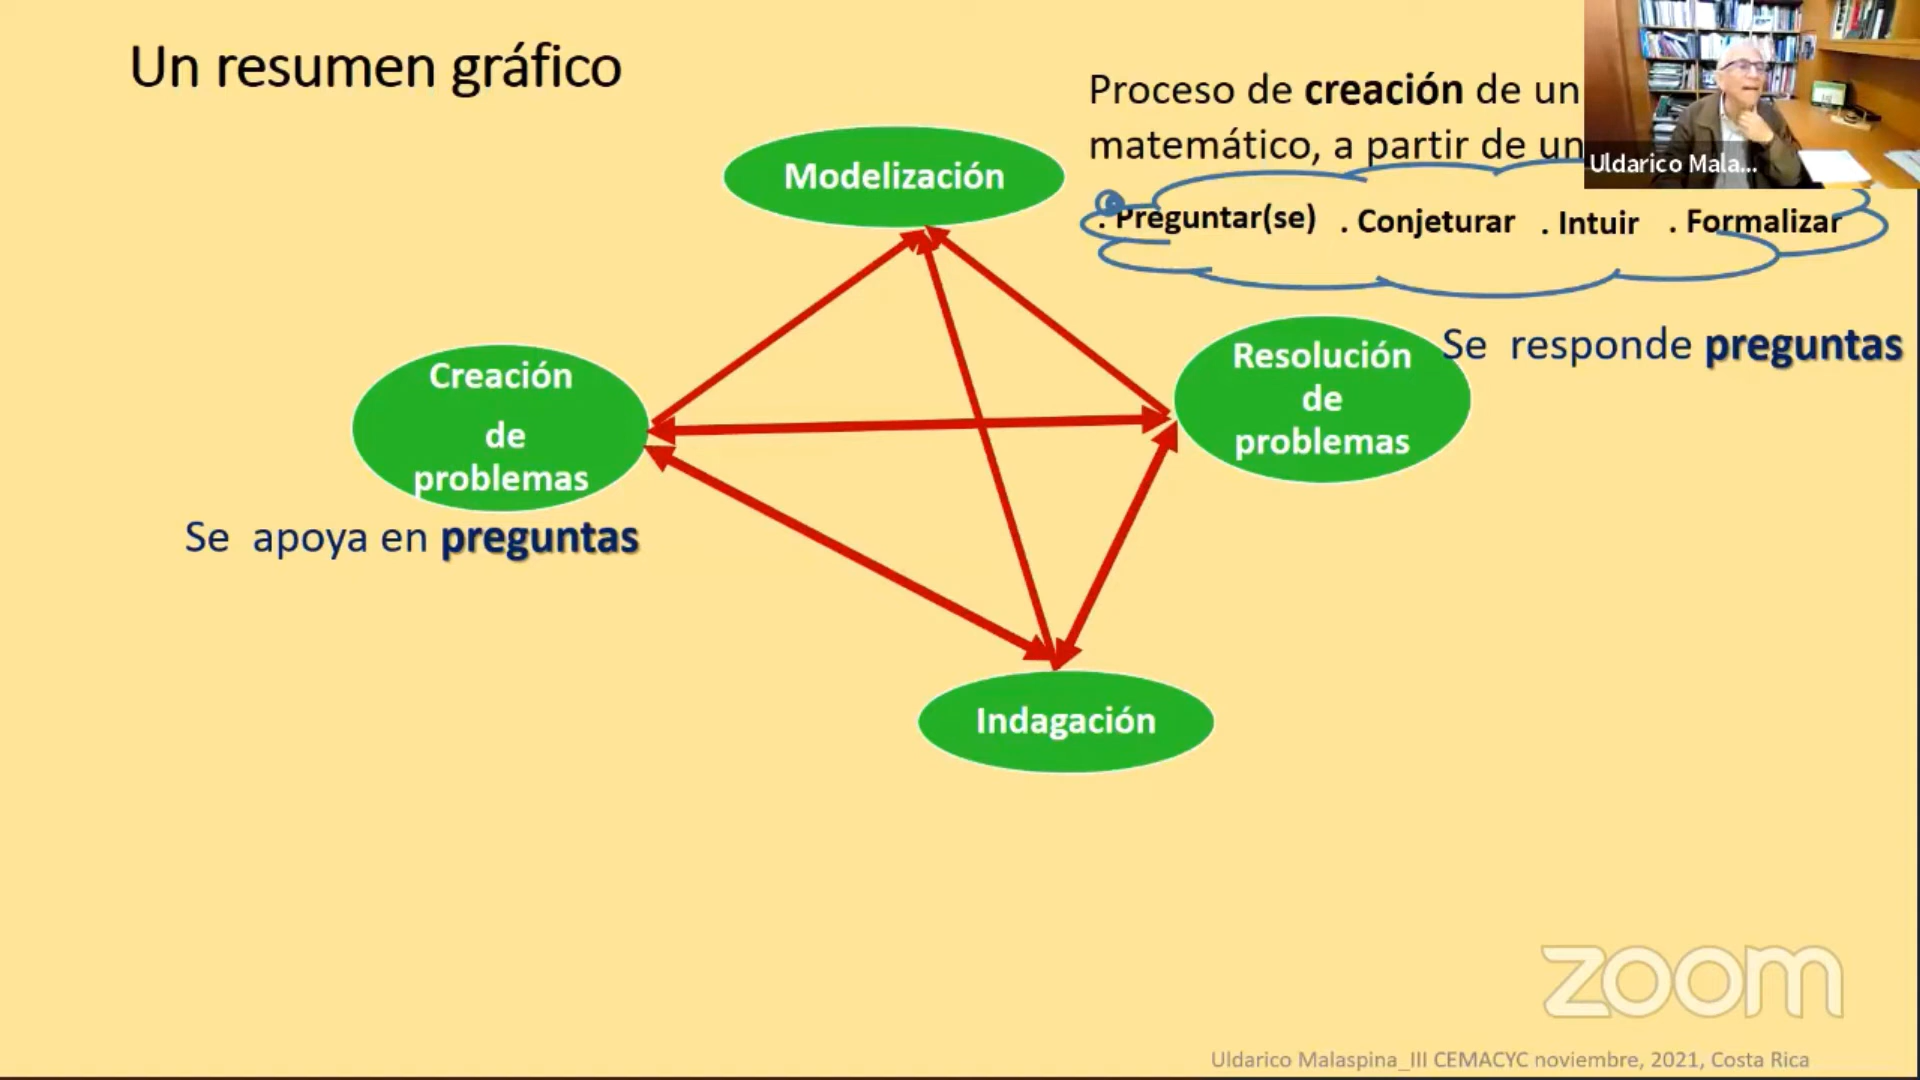 Un resumen gráfico
Proceso de creación de un
matemático, a partir de un
Uldarico Mala...
. Preguntar(se) . Conjeturar . Intuir . Formalizar
Modelización
Resolución
de
problemas
Se responde preguntas
Creación
de
problemas
Se apoya en preguntas
Indagación
zoom
Uldarico Malaspina_III CEMACYC noviembre, 2021, Costa Rica